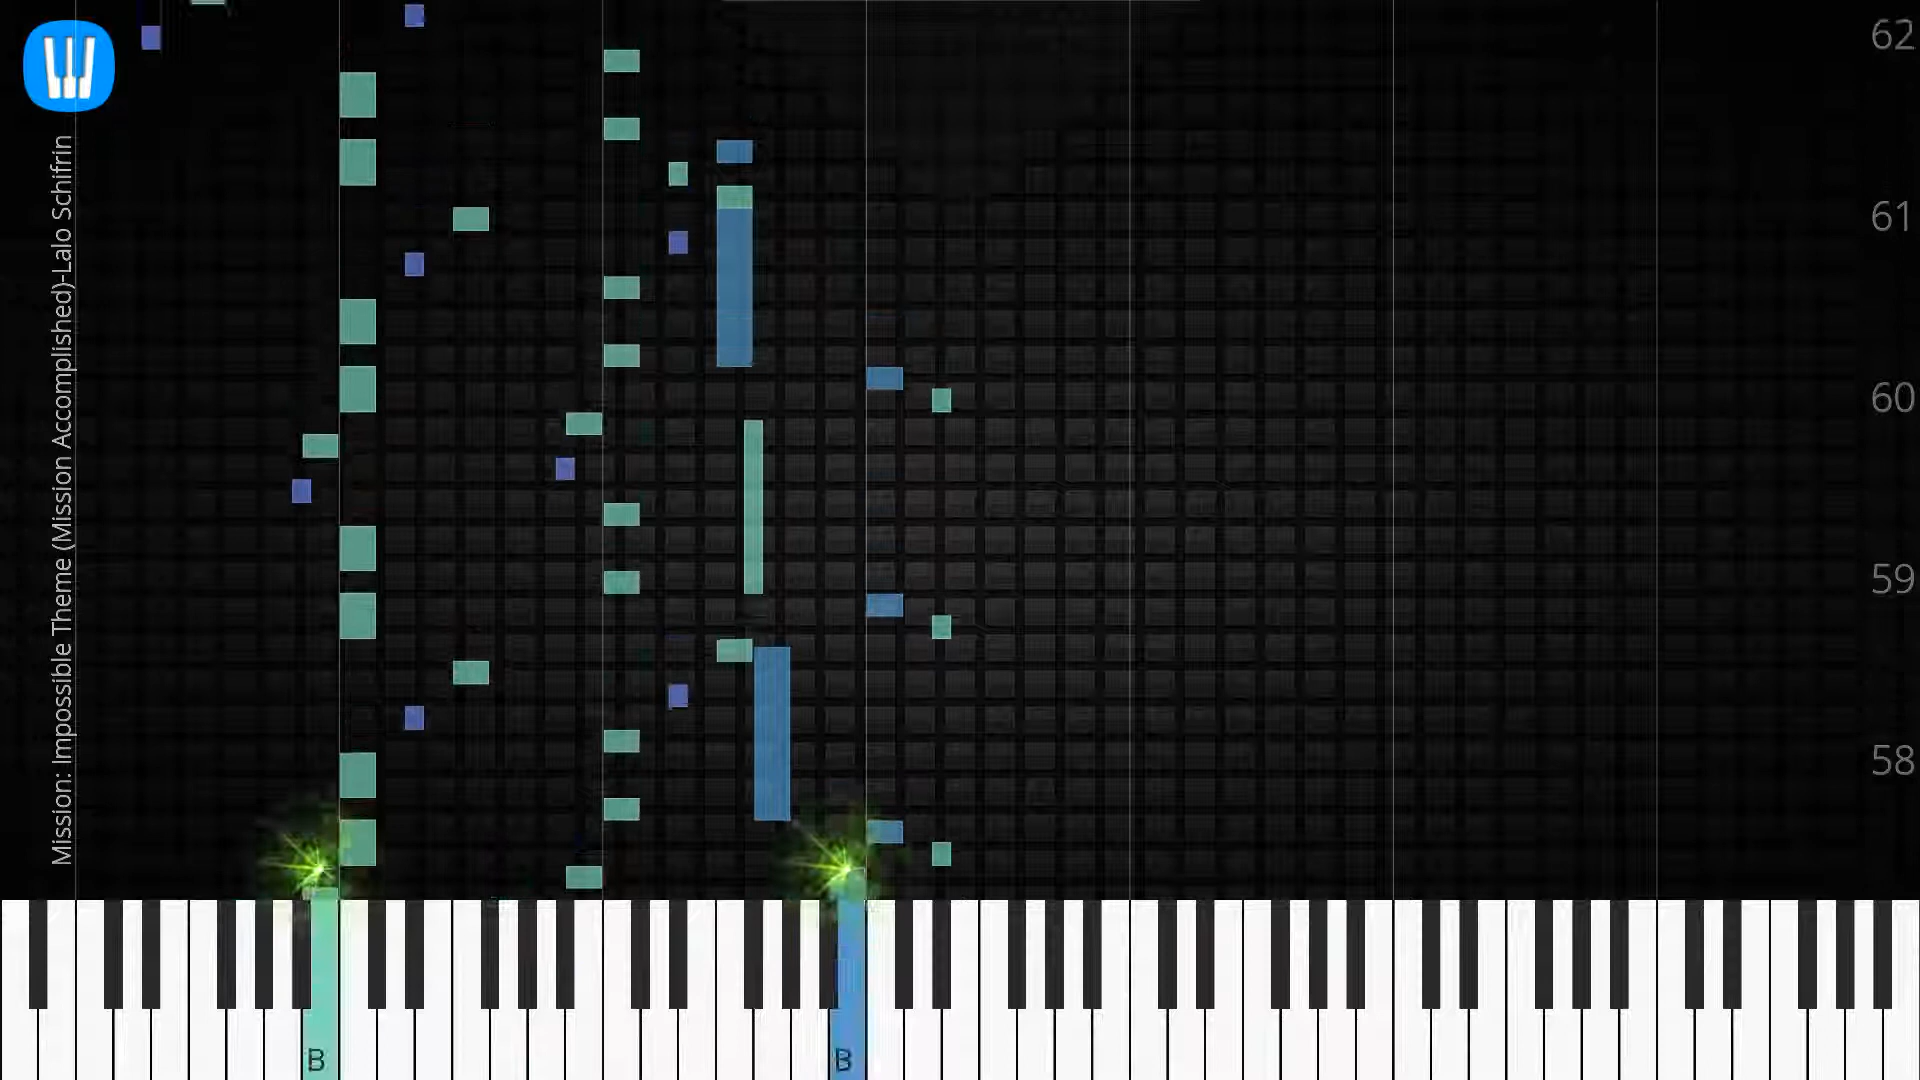 62
Mission: Impossible Theme (Mission Accomplished)-Lalo Schifrin
61
60
59
58
B
B